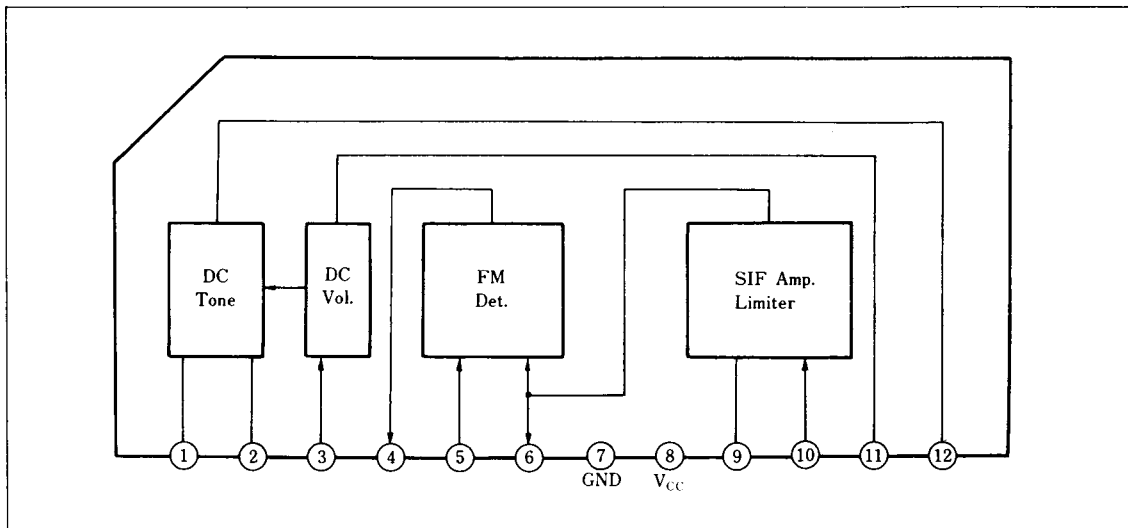 DC
Tone
DC
Vol.
FM
Det.
SIF Amp.
Limiter
1 2 3 4 5 6 7 8 9 10 11 12
GND V_CC